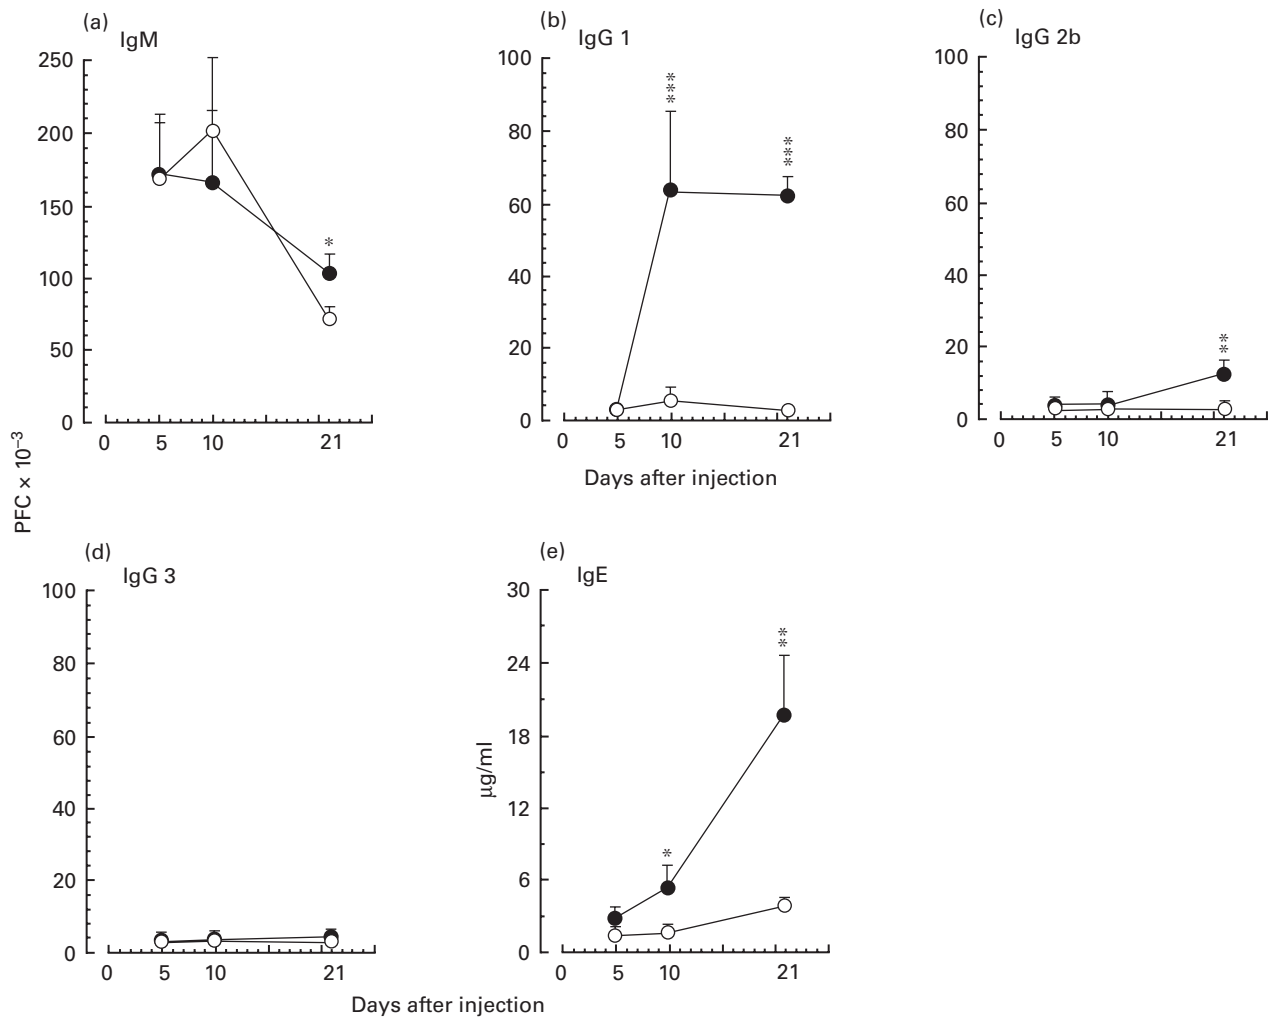 (a)
IgM
250
200
150
100
50
0
*
0 5 10 21
(b)
IgG 1
100
80
60
40
20
0
***
***
0 5 10 21
Days after injection
(c)
IgG 2b
100
80
60
40
20
0
**
0 5 10 21
PFC × 10⁻³
(d)
IgG 3
100
80
60
40
20
0
0 5 10 21
(e)
IgE
30
24
18
12
6
0
µg/ml
*
**
0 5 10 21
Days after injection